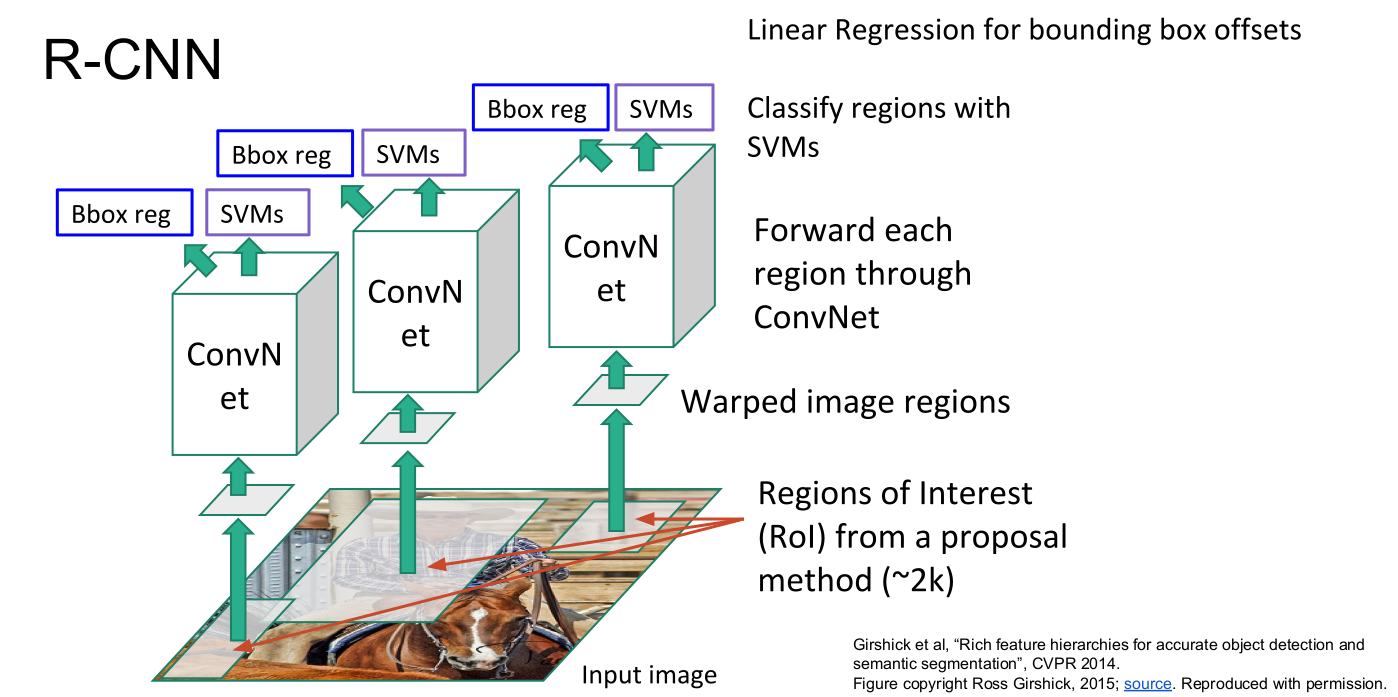 R-CNN
Linear Regression for bounding box offsets
Bbox reg
SVMs
Classify regions with
SVMs
Bbox reg
SVMs
Bbox reg
SVMs
ConvN
et
ConvN
et
ConvN
et
Forward each
region through
ConvNet
Warped image regions
Regions of Interest
(RoI) from a proposal
method (~2k)
Input image
Girshick et al, “Rich feature hierarchies for accurate object detection and
semantic segmentation”, CVPR 2014.
Figure copyright Ross Girshick, 2015; source. Reproduced with permission.